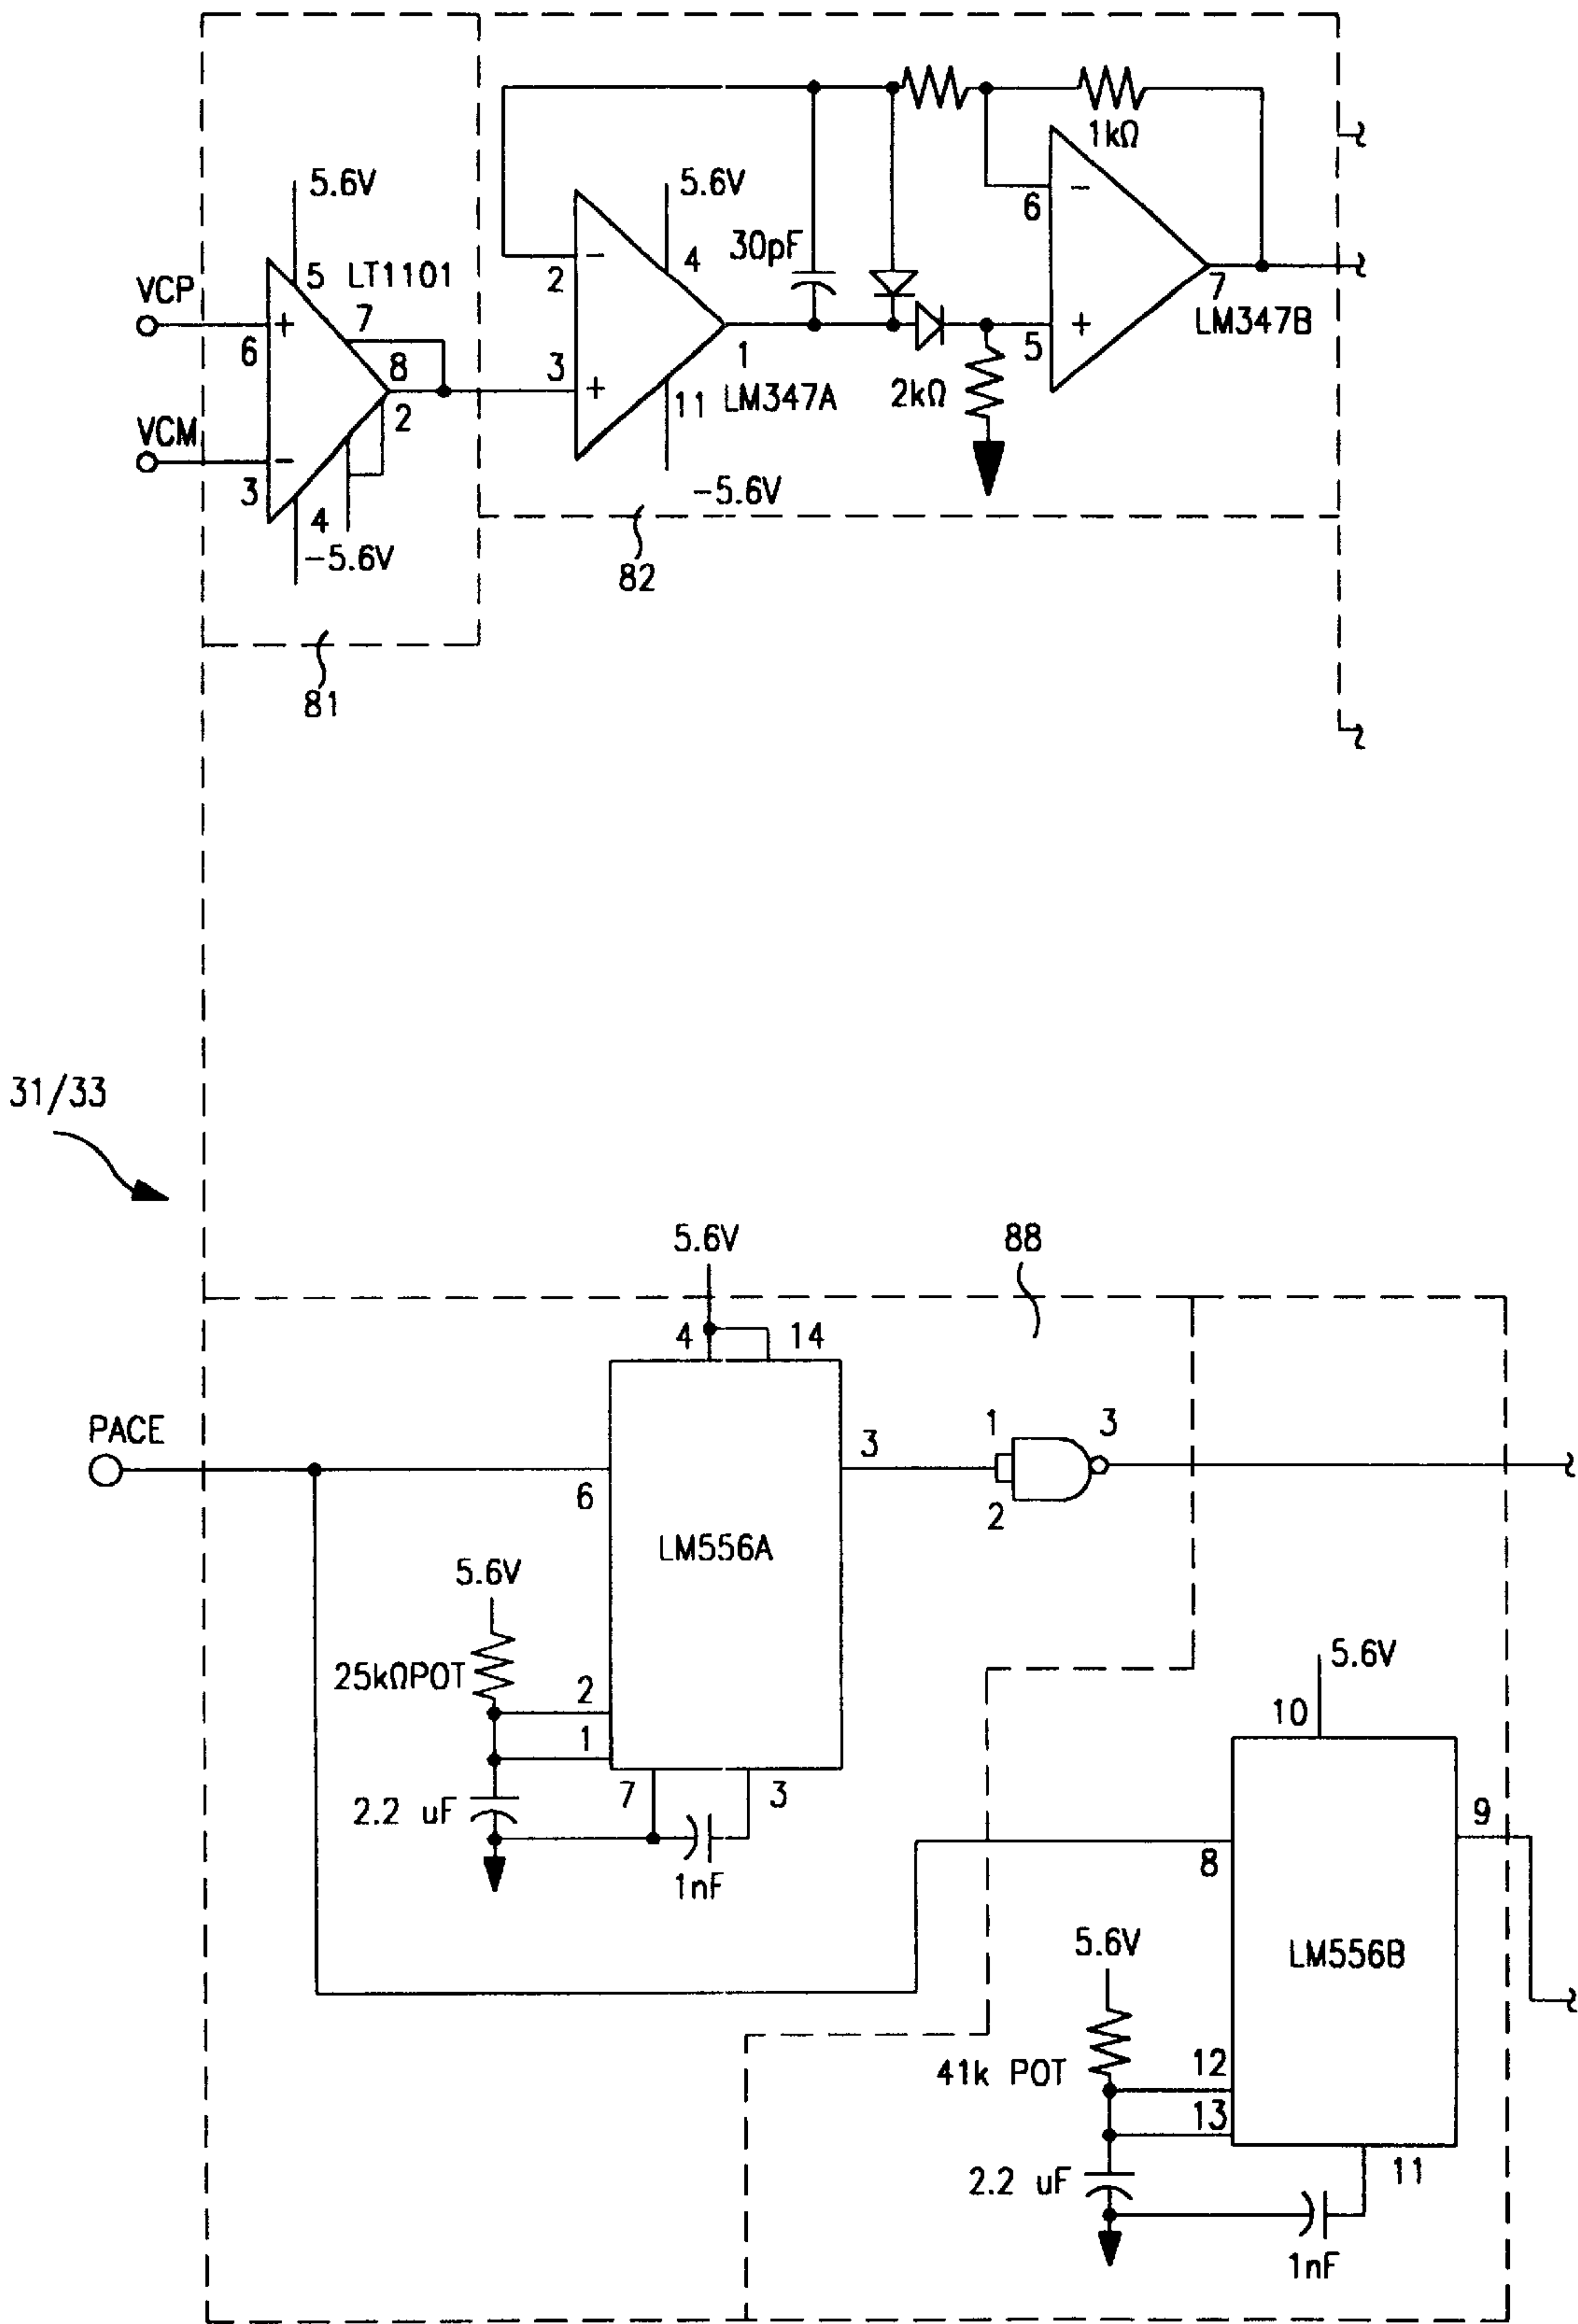 1kΩ
5.6V
5.6V
5
LT1101
VCP
+
6
7
8
2
VCM
-
3
4
-5.6V
81
-
2
4
30pF
3
+
1
11
LM347A
-5.6V
82
-
6
+
5
7
LM347B
2kΩ
31/33
5.6V
88
4
14
PACE
6
3
1
3
2
LM556A
5.6V
25kΩPOT
2
1
2.2 uF
7
3
1nF
5.6V
10
8
9
LM556B
5.6V
41k POT
12
13
2.2 uF
11
1nF